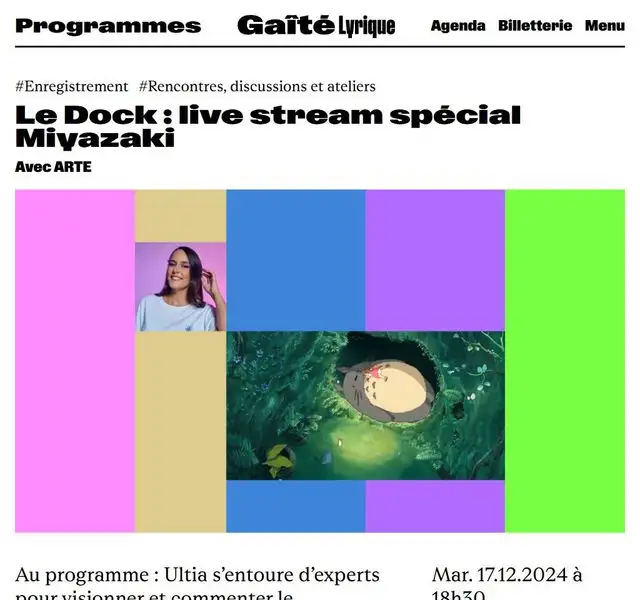 Programmes
Gaîté Lyrique
Agenda Billetterie Menu
#Enregistrement #Rencontres, discussions et ateliers
Le Dock : live stream spécial
Miyazaki
Avec ARTE
Au programme : Ultia s’entoure d’experts
pour visionner et commenter le
Mar. 17.12.2024 à
18h30